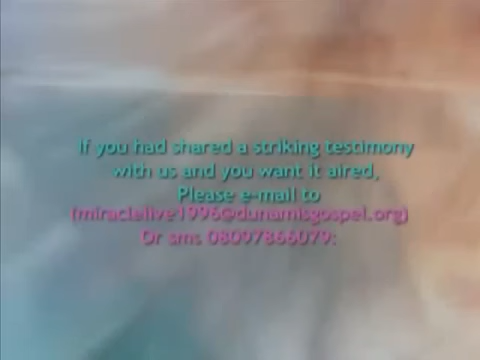 If you had shared a striking testimony
with us and you want it aired,
Please e-mail to
(miraclalive1996@dunamisgospel.org)
Or sms 08097866079: